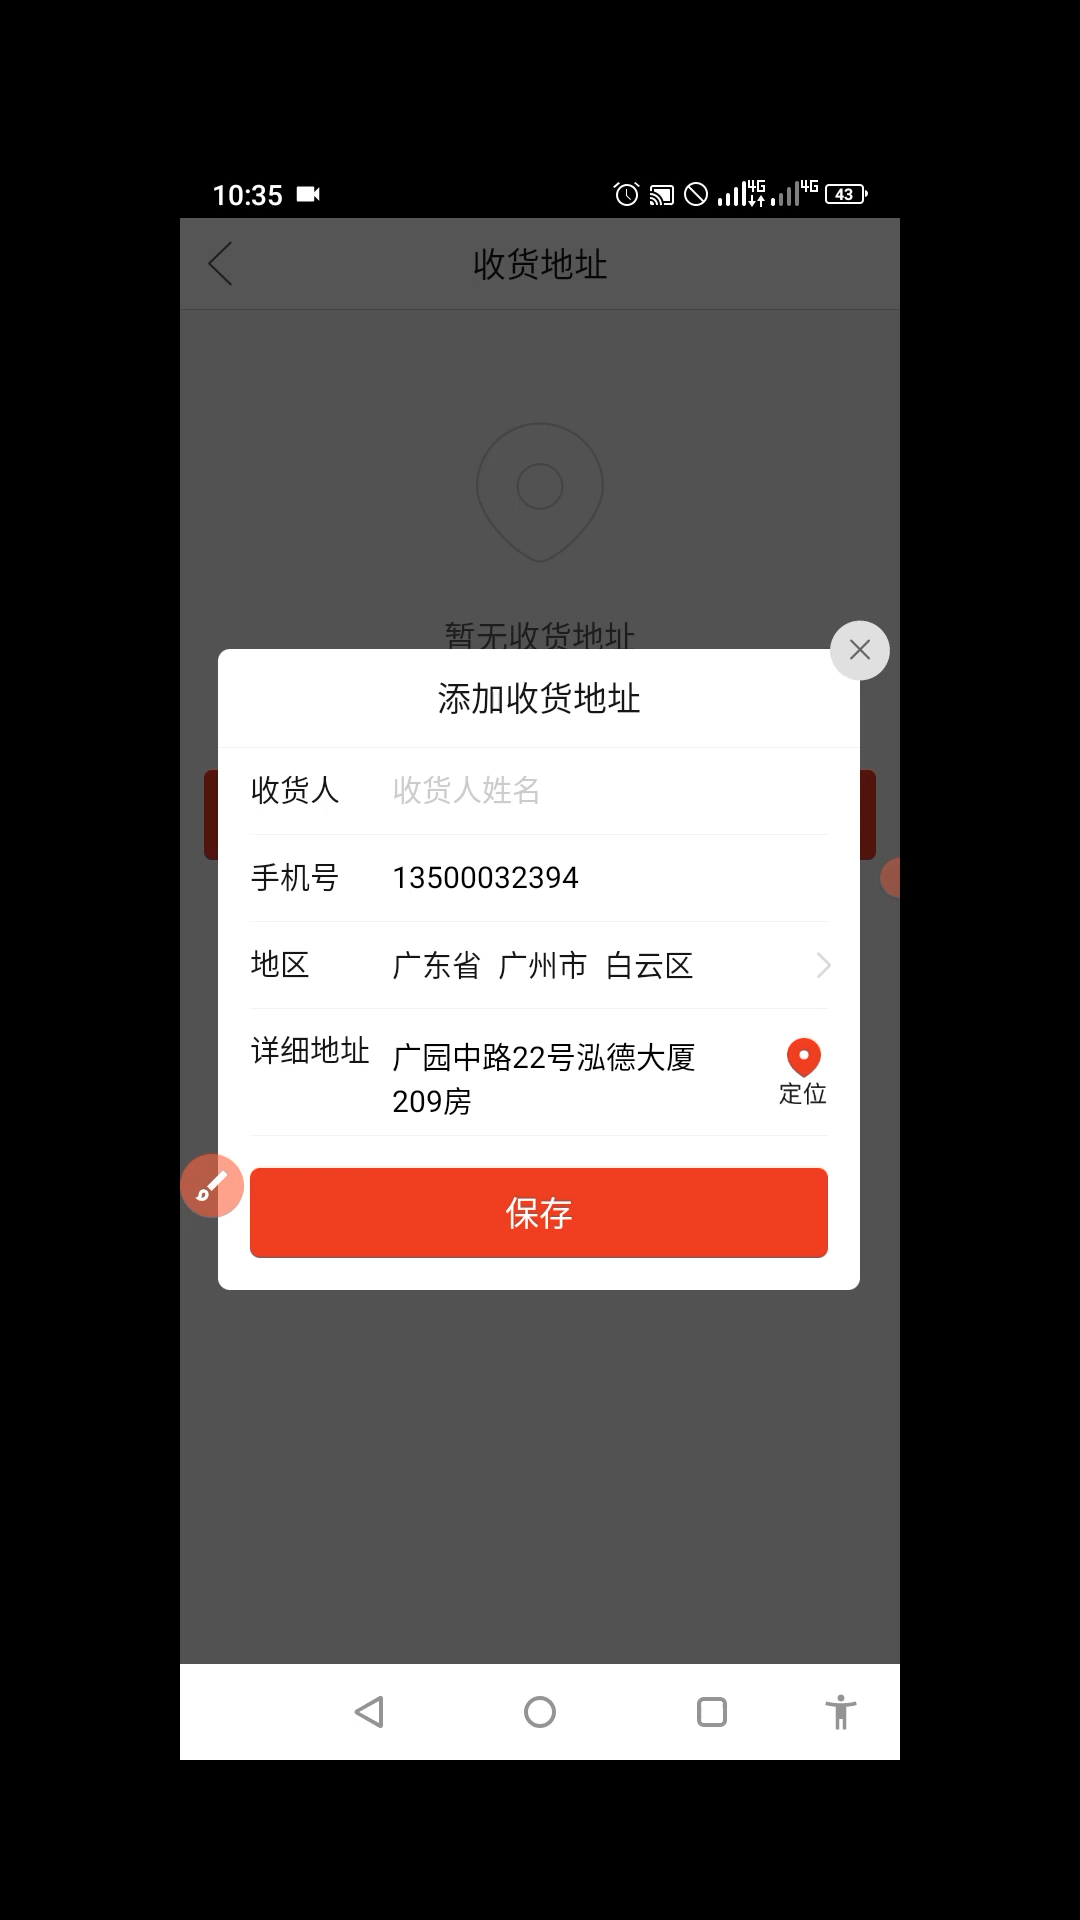 10:35
4G
4G
43
收货地址
暂无收货地址
添加收货地址
收货人 收货人姓名
手机号 13500032394
地区 广东省 广州市 白云区
详细地址 广园中路22号泓德大厦
209房
定位
保存